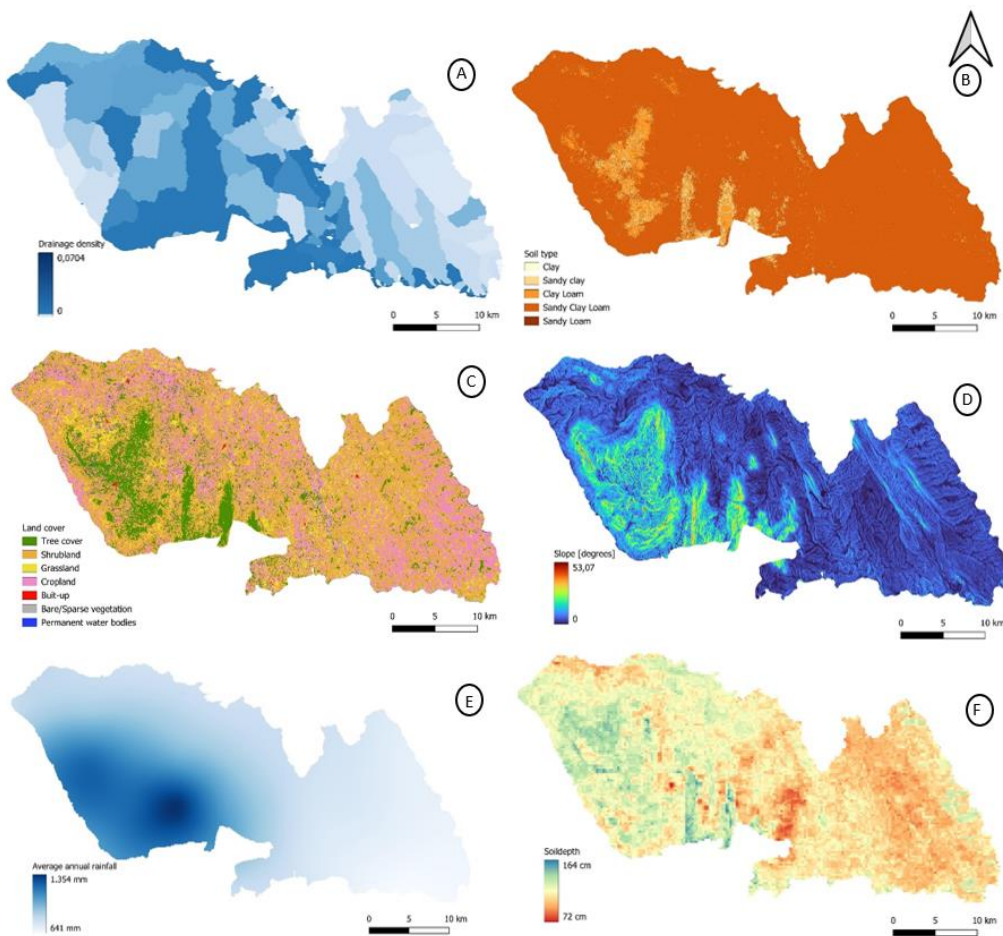 A
Drainage density
0,0704
0
0 5 10 km
B
Soil type
Clay
Sandy clay
Clay Loam
Sandy Clay Loam
Sandy Loam
0 5 10 km
C
Land cover
Tree cover
Shrubland
Grassland
Cropland
Buit-up
Bare/Sparse vegetation
Permanent water bodies
0 5 10 km
D
Slope [degrees]
53,07
0
0 5 10 km
E
Average annual rainfall
1.354 mm
641 mm
0 5 10 km
F
Soildepth
164 cm
72 cm
0 5 10 km